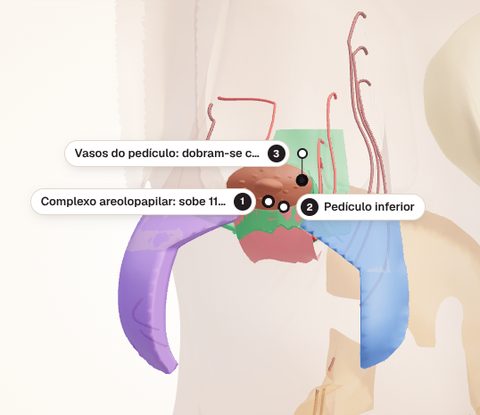 Vasos do pedículo: dobram-se c... 3
Complexo areolopapilar: sobe 11... 1
2 Pedículo inferior